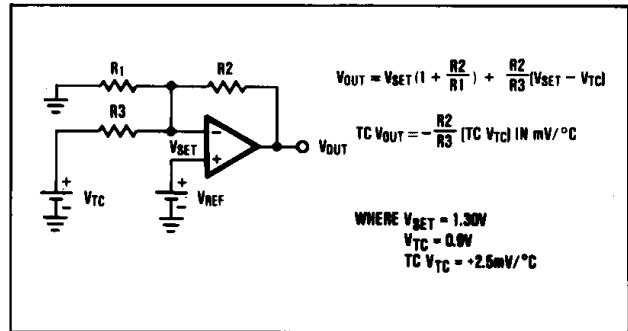 R1
R2
R3
VSET
−
+
VOUT
+
−
VTC
+
−
VREF
VOUT = VSET (1 + R2/R1) + R2/R3 (VSET − VTC)
TC VOUT = − R2/R3 (TC VTC) IN mV/°C
WHERE VSET = 1.30V
VTC = 0.9V
TC VTC = +2.5mV/°C